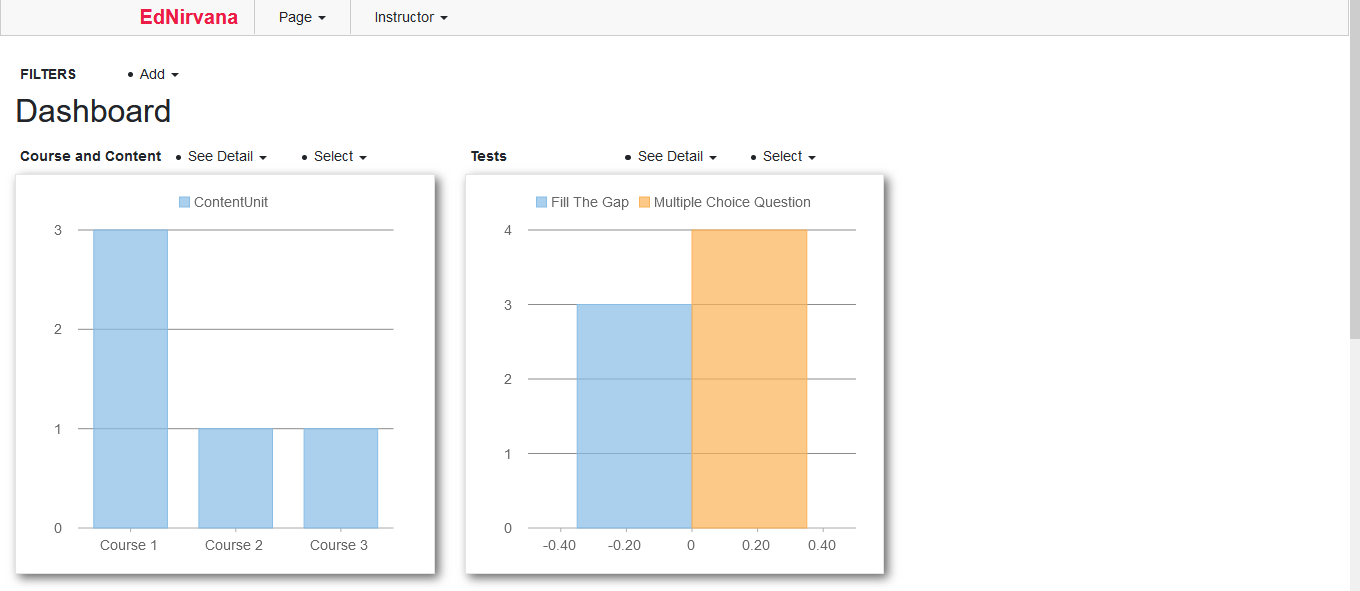 EdNirvana Page Instructor
FILTERS • Add
Dashboard
Course and Content • See Detail • Select
ContentUnit
3
2
1
0
Course 1 Course 2 Course 3
Tests • See Detail • Select
Fill The Gap Multiple Choice Question
4
3
2
1
0
-0.40 -0.20 0 0.20 0.40